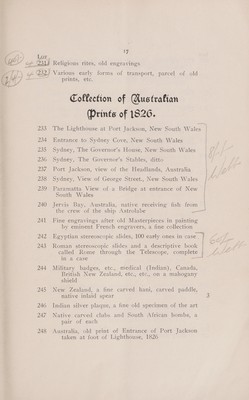 17
Lot
231 Religious rites, old engravings
232 Various early forms of transport, parcel of old
prints, etc.
Collection of Australian
Prints of 1826.
233 The Lighthouse at Port Jackson, New South Wales
234 Entrance to Sydney Cove, New South Wales
235 Sydney, The Governor's House, New South Wales
236 Sydney, The Governor's Stables, ditto
237 Port Jackson, view of the Headlands, Australia
238 Sydney, View of George Street, New South Wales
239 Paramatta View of a Bridge at entrance of New
South Wales
240 Jervis Bay, Australia, native receiving fish from
the crew of the ship Astrolabe
241 Fine engravings after old Masterpieces in painting
by eminent French engravers, a fine collection
242 Egyptian stereoscopic slides, 100 early ones in case
243 Roman stereoscopic slides and a descriptive book
called Rome through the Telescope, complete
in a case
244 Military badges, etc., medical (Indian), Canada,
British New Zealand, etc., etc., on a mahogany
shield
245 New Zealand, a fine carved hani, carved paddle,
native inlaid spear 3
246 Indian silver plaque, a fine old specimen of the art
247 Native carved clubs and South African bombs, a
pair of each
248 Australia, old print of Entrance of Port Jackson
taken at foot of Lighthouse, 1826